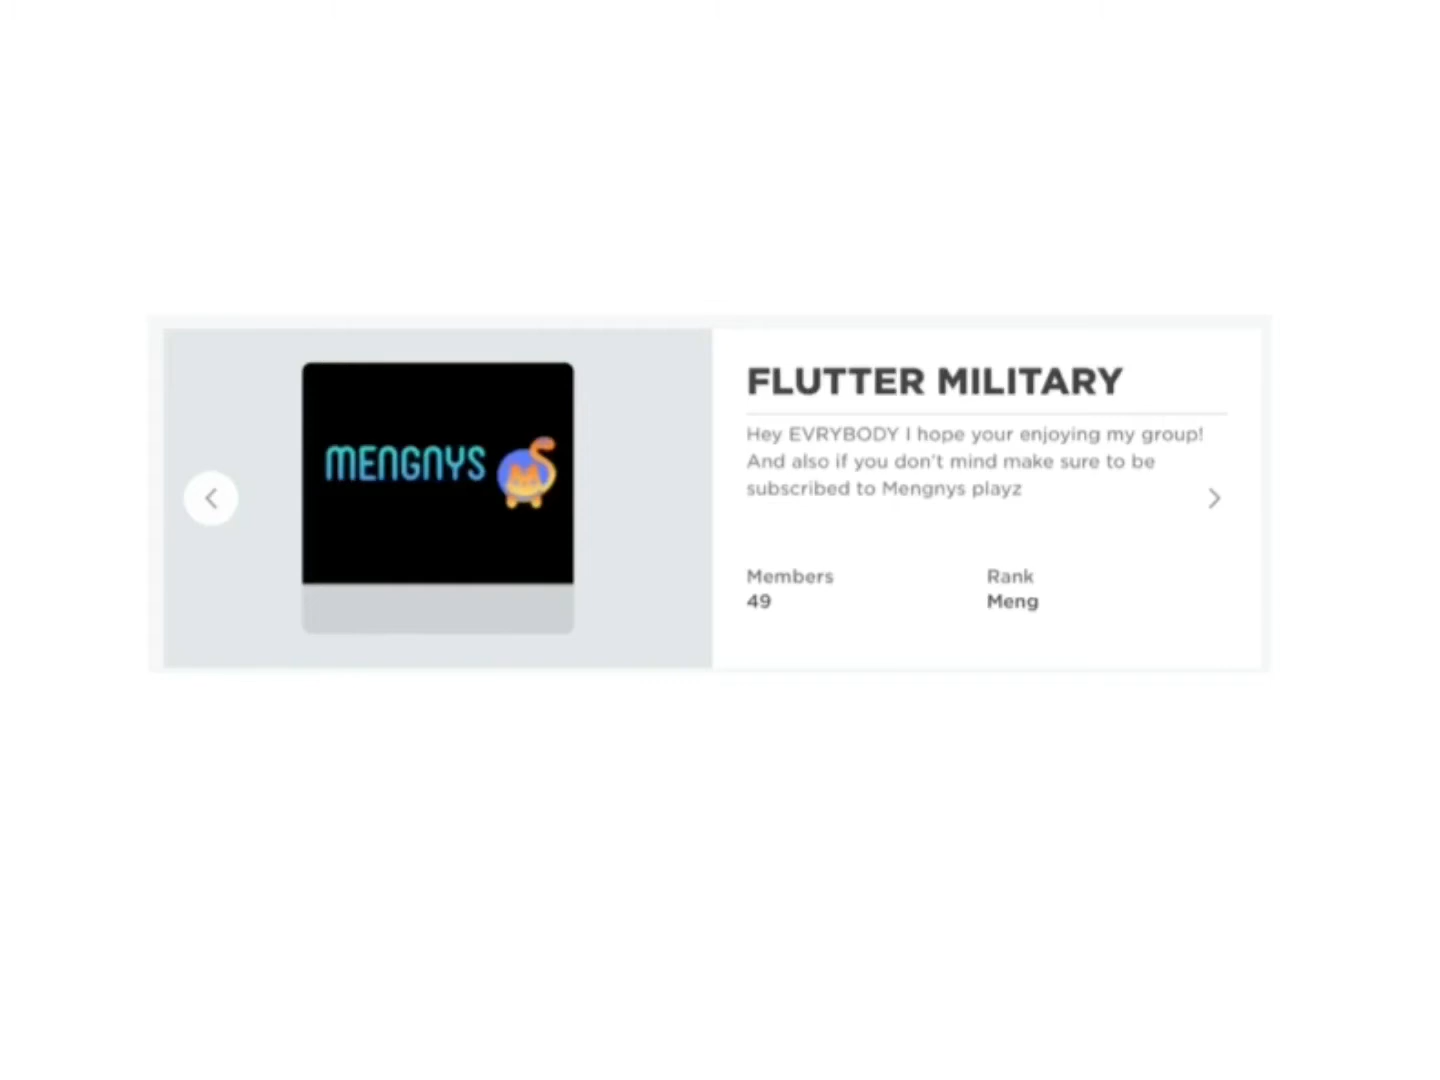 MENGNYS
FLUTTER MILITARY
Hey EVRYBODY I hope your enjoying my group!
And also if you don't mind make sure to be
subscribed to Mengnys playz
Members
49
Rank
Meng